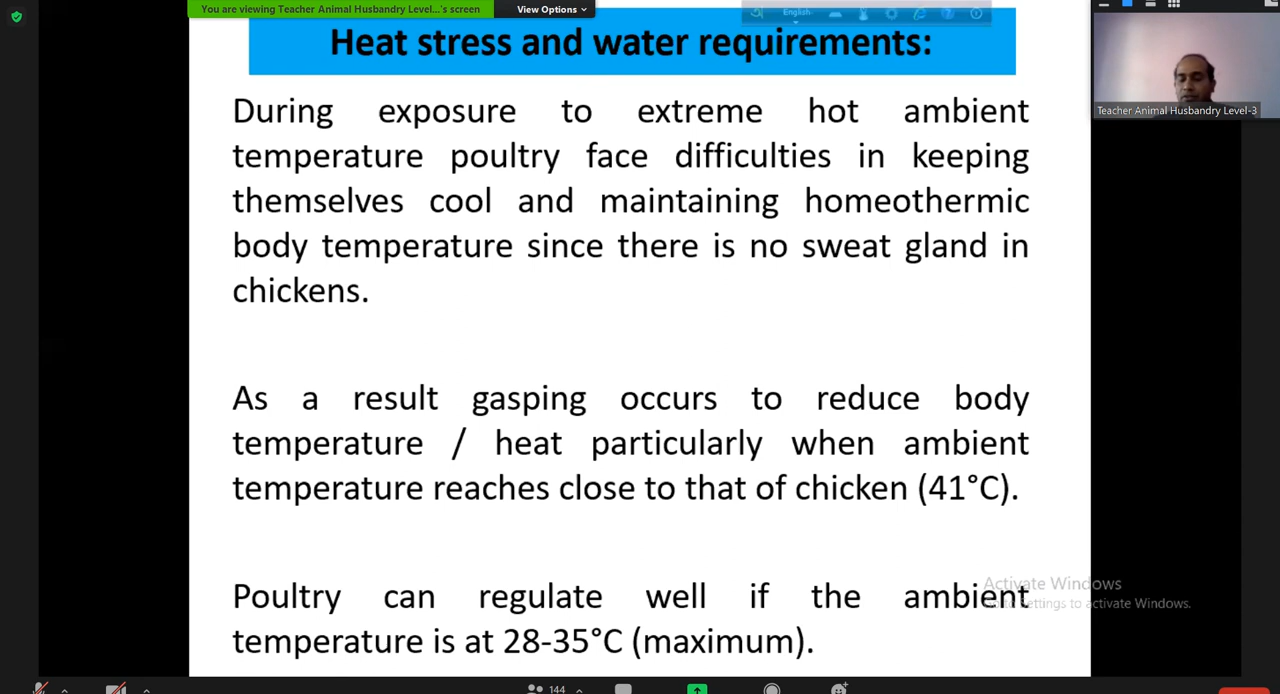 You are viewing Teacher Animal Husbandry Level...'s screen
View Options
English
Heat stress and water requirements:
Teacher Animal Husbandry Level-3
During exposure to extreme hot ambient
temperature poultry face difficulties in keeping
themselves cool and maintaining homeothermic
body temperature since there is no sweat gland in
chickens.
As a result gasping occurs to reduce body
temperature / heat particularly when ambient
temperature reaches close to that of chicken (41°C).
Poultry can regulate well if the ambient
temperature is at 28-35°C (maximum).
Activate Windows
Go to Settings to activate Windows.
144